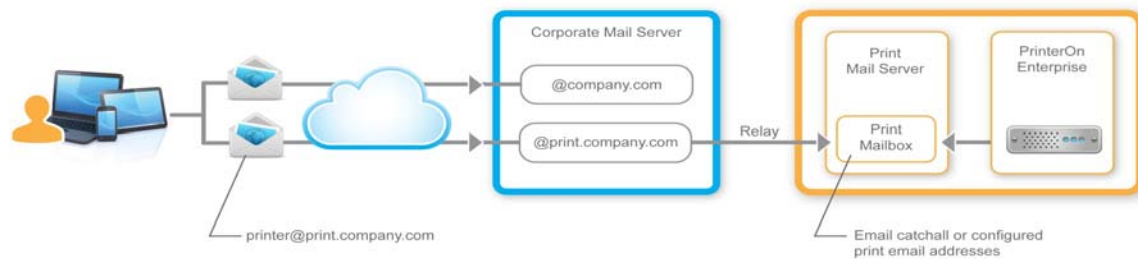 Corporate Mail Server
@company.com
@print.company.com
Relay
Print
Mail Server
Print
Mailbox
PrinterOn
Enterprise
printer@print.company.com
Email catchall or configured
print email addresses